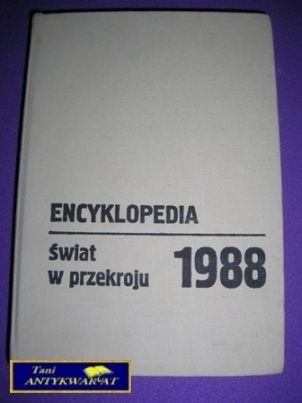 ENCYKLOPEDIA
Świat
w przekroju 1988
Tani
ANTYKWARIAT